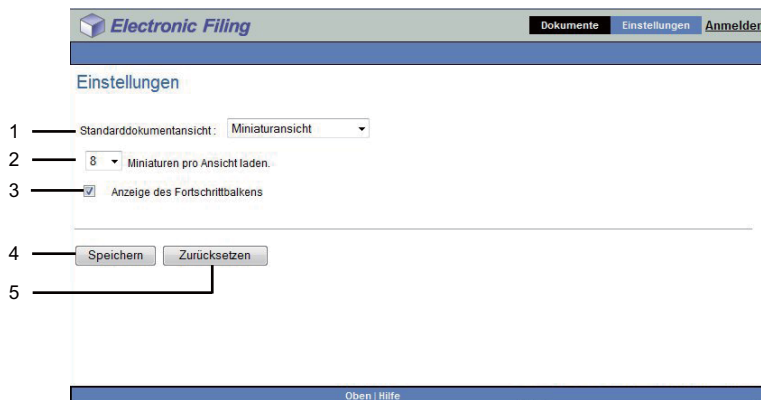 Electronic Filing
Dokumente Einstellungen Anmelden
Einstellungen
1 Standarddokumentansicht : Miniaturansicht
2 8 Miniaturen pro Ansicht laden.
3 Anzeige des Fortschrittbalkens
4 Speichern Zurücksetzen
5
Oben | Hilfe